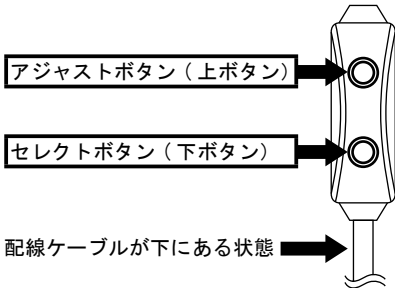 アジャストボタン ( 上ボタン)
セレクトボタン ( 下ボタン)
配線ケーブルが下にある状態